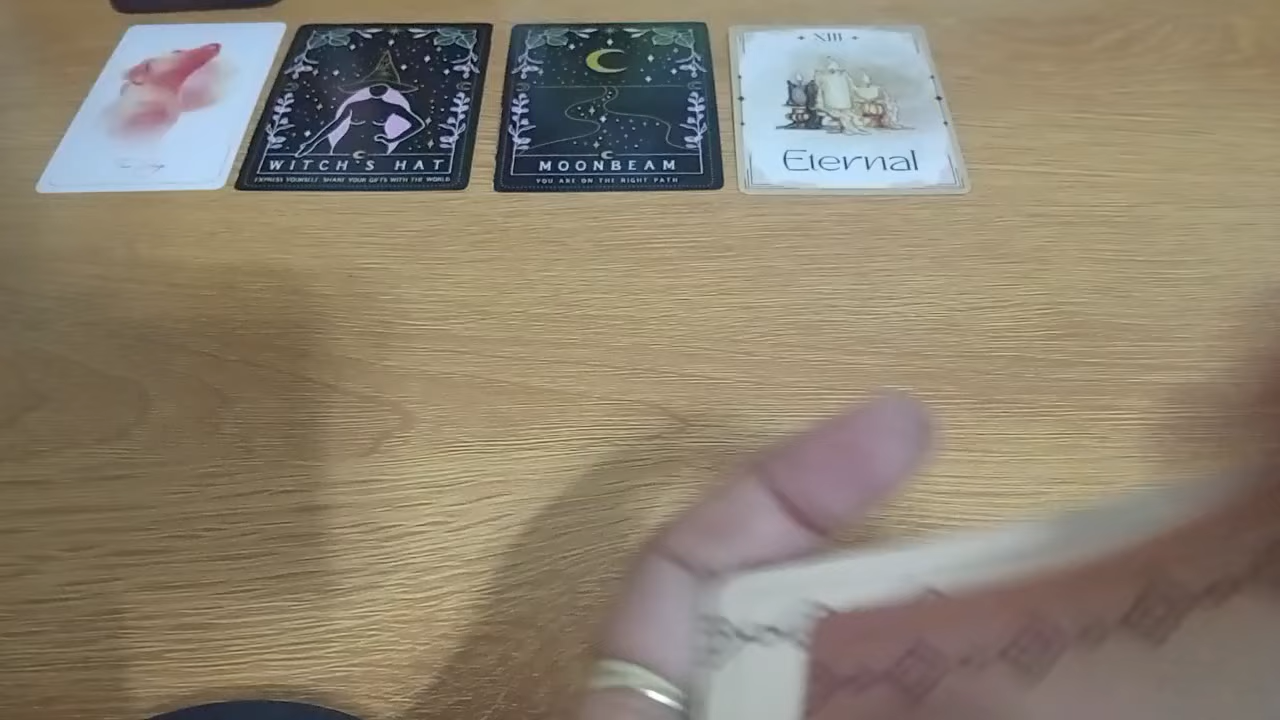 WITCH'S HAT
EXPRESS YOURSELF. SHARE YOUR GIFTS WITH THE WORLD
MOONBEAM
YOU ARE ON THE RIGHT PATH
XIII
Eternal